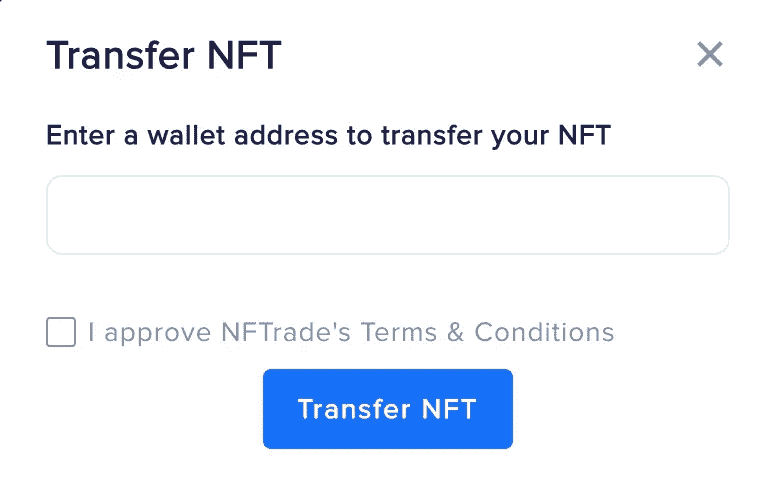 Transfer NFT
Enter a wallet address to transfer your NFT
I approve NFTrade's Terms & Conditions
Transfer NFT